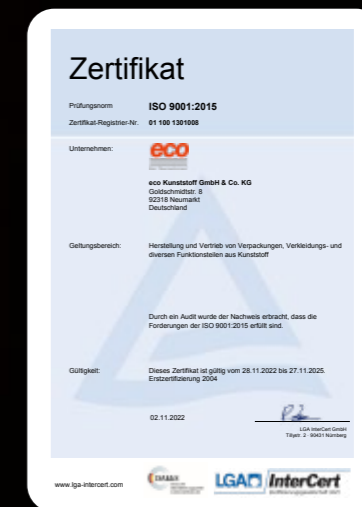 Zertifikat
Prüfungsnorm ISO 9001:2015
Zertifikat-Registrier-Nr. 01 100 1301008
Unternehmen: eco
eco Kunststoff GmbH & Co. KG
Goldschmidtstr. 8
92318 Neumarkt
Deutschland
Geltungsbereich: Herstellung und Vertrieb von Verpackungen, Verkleidungs- und
diversen Funktionsteilen aus Kunststoff
Durch ein Audit wurde der Nachweis erbracht, dass die
Forderungen der ISO 9001:2015 erfüllt sind.
Gültigkeit: Dieses Zertifikat ist gültig vom 28.11.2022 bis 27.11.2025.
Erstzertifizierung 2004
02.11.2022
LGA InterCert GmbH
Tillystr. 2 · 90431 Nürnberg
www.lga-intercert.com DAkkS LGA InterCert